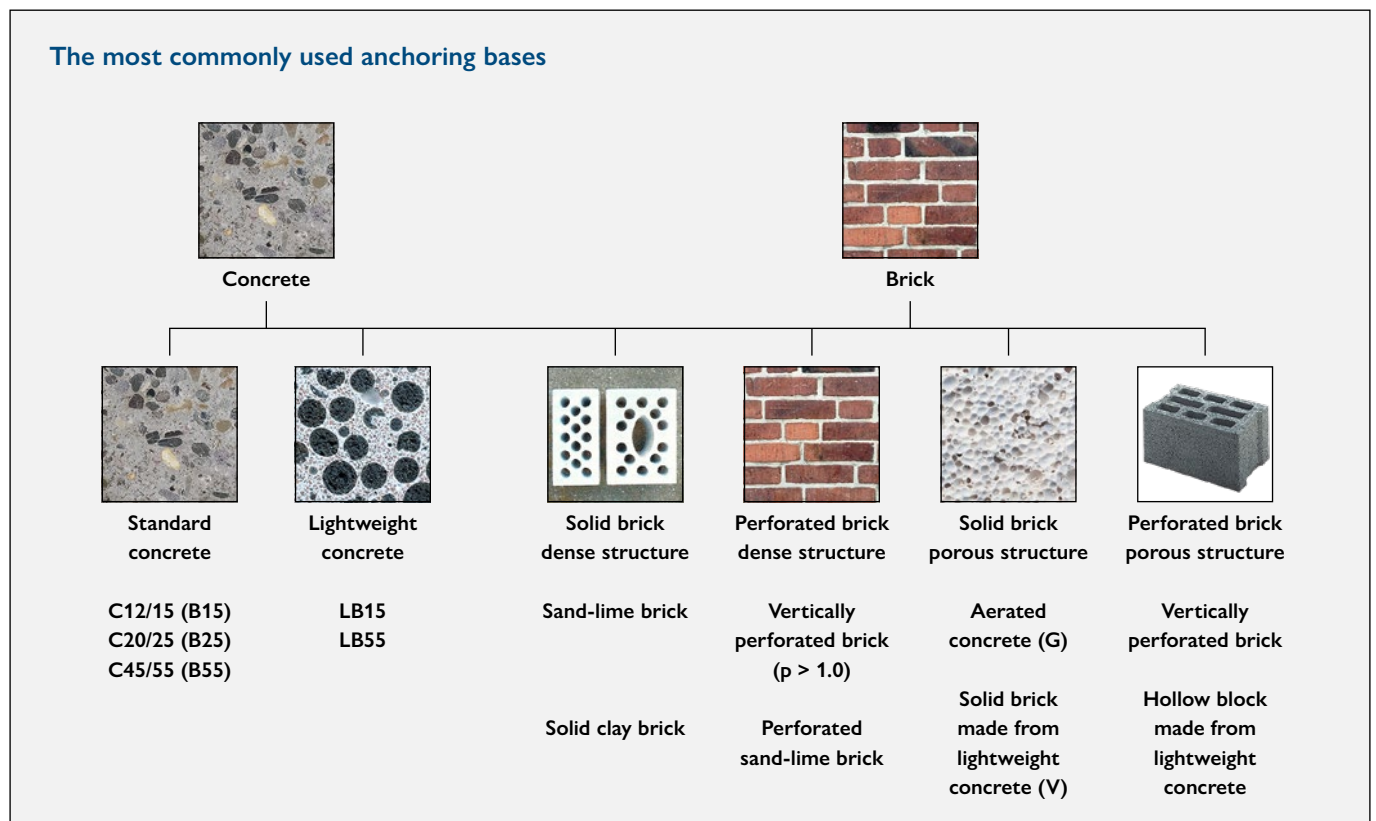 The most commonly used anchoring bases
Concrete
Brick
Standard
concrete
C12/15 (B15)
C20/25 (B25)
C45/55 (B55)
Lightweight
concrete
LB15
LB55
Solid brick
dense structure
Sand-lime brick
Solid clay brick
Perforated brick
dense structure
Vertically
perforated brick
(p > 1.0)
Perforated
sand-lime brick
Solid brick
porous structure
Aerated
concrete (G)
Solid brick
made from
lightweight
concrete (V)
Perforated brick
porous structure
Vertically
perforated brick
Hollow block
made from
lightweight
concrete